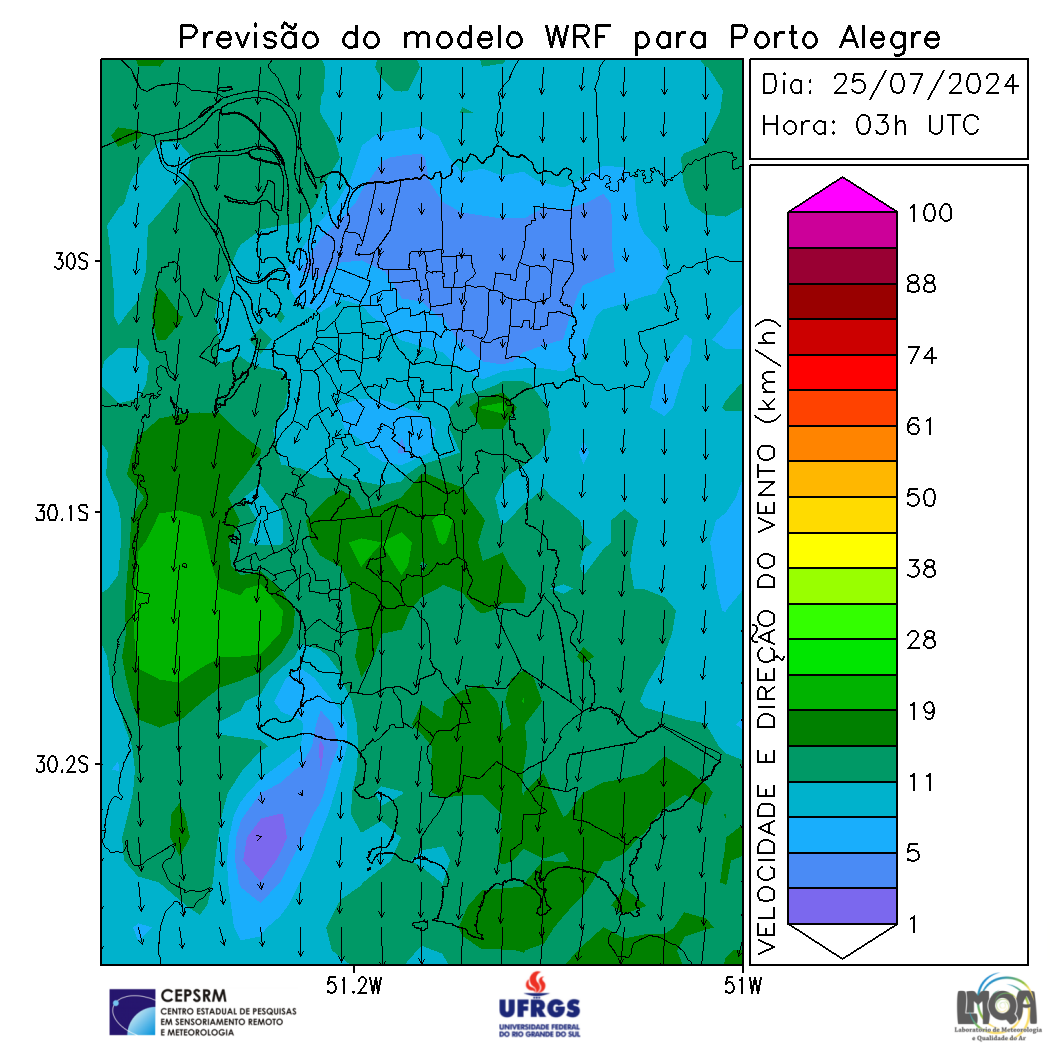 Previsão do modelo WRF para Porto Alegre
Dia: 25/07/2024
Hora: 03h UTC
30S
30.1S
30.2S
51.2W
51W
VELOCIDADE E DIREÇÃO DO VENTO (km/h)
100
88
74
61
50
38
28
19
11
5
1
CEPSRM
CENTRO ESTADUAL DE PESQUISAS
EM SENSORIAMENTO REMOTO
E METEOROLOGIA
UFRGS
UNIVERSIDADE FEDERAL
DO RIO GRANDE DO SUL
LMQA
Laboratório de Meteorologia
e Qualidade do Ar